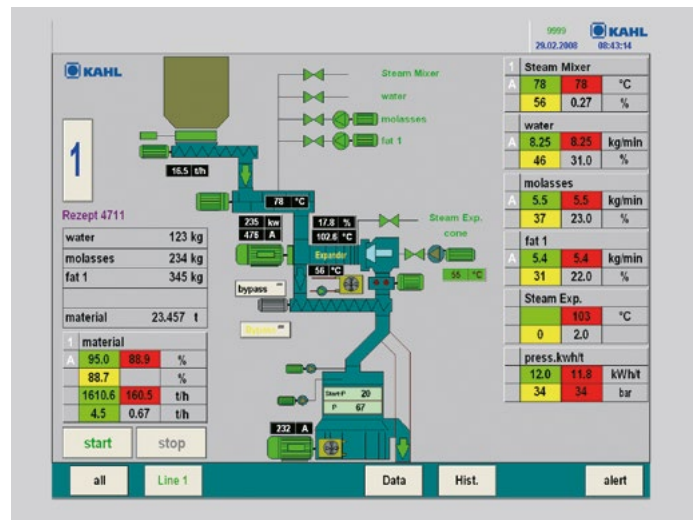 9999
KAHL
29.02.2008 08:43:14
KAHL
1
16.5 t/h
Steam Mixer
water
molasses
fat 1
78 °C
Rezept 4711
water 123 kg
molasses 234 kg
fat 1 345 kg
material 23.457 t
235 kw
476 A
17.8 %
102.6 °C
Expander
56 °C
Steam Exp.
cone
55 °C
bypass
Bypass
1 material
A 95.0 88.9 %
88.7 %
1610.6 160.5 t/h
4.5 0.67 t/h
start stop
Start-P 20
P 67
232 A
1 Steam Mixer
A 78 78 °C
56 0.27 %
water
A 8.25 8.25 kg/min
46 31.0 %
molasses
A 5.5 5.5 kg/min
37 23.0 %
fat 1
A 5.4 5.4 kg/min
31 22.0 %
Steam Exp.
103 °C
0 2.0
press.kwh/t
12.0 11.8 kWh/t
34 34 bar
all Line 1 Data Hist. alert